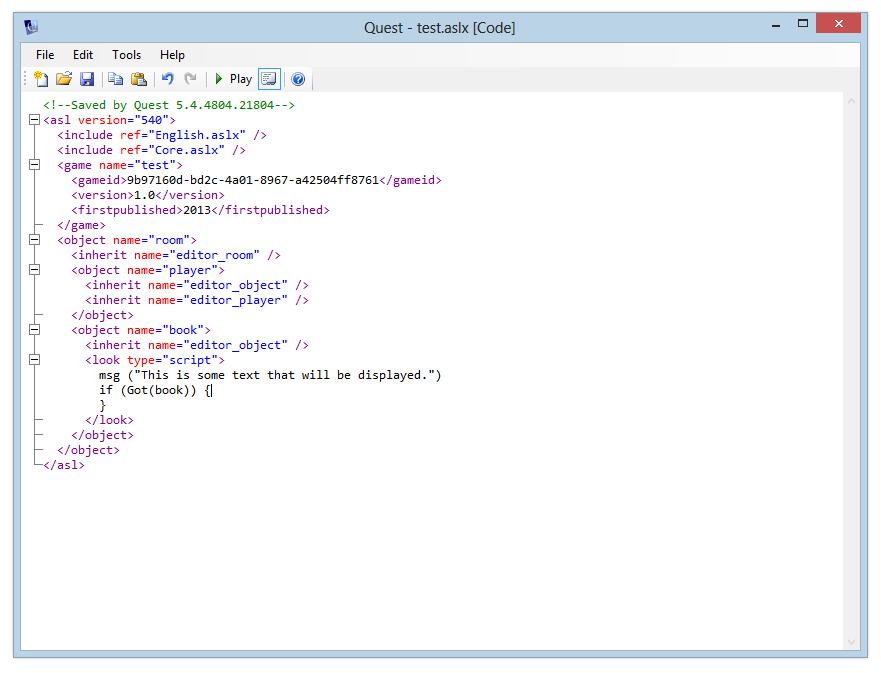 Quest - test.aslx [Code]
File Edit Tools Help
Play
<!--Saved by Quest 5.4.4804.21804-->
<asl version="540">
<include ref="English.aslx" />
<include ref="Core.aslx" />
<game name="test">
<gameid>9b97160d-bd2c-4a01-8967-a42504ff8761</gameid>
<version>1.0</version>
<firstpublished>2013</firstpublished>
</game>
<object name="room">
<inherit name="editor_room" />
<object name="player">
<inherit name="editor_object" />
<inherit name="editor_player" />
</object>
<object name="book">
<inherit name="editor_object" />
<look type="script">
msg ("This is some text that will be displayed.")
if (Got(book)) {
}
</look>
</object>
</object>
</asl>